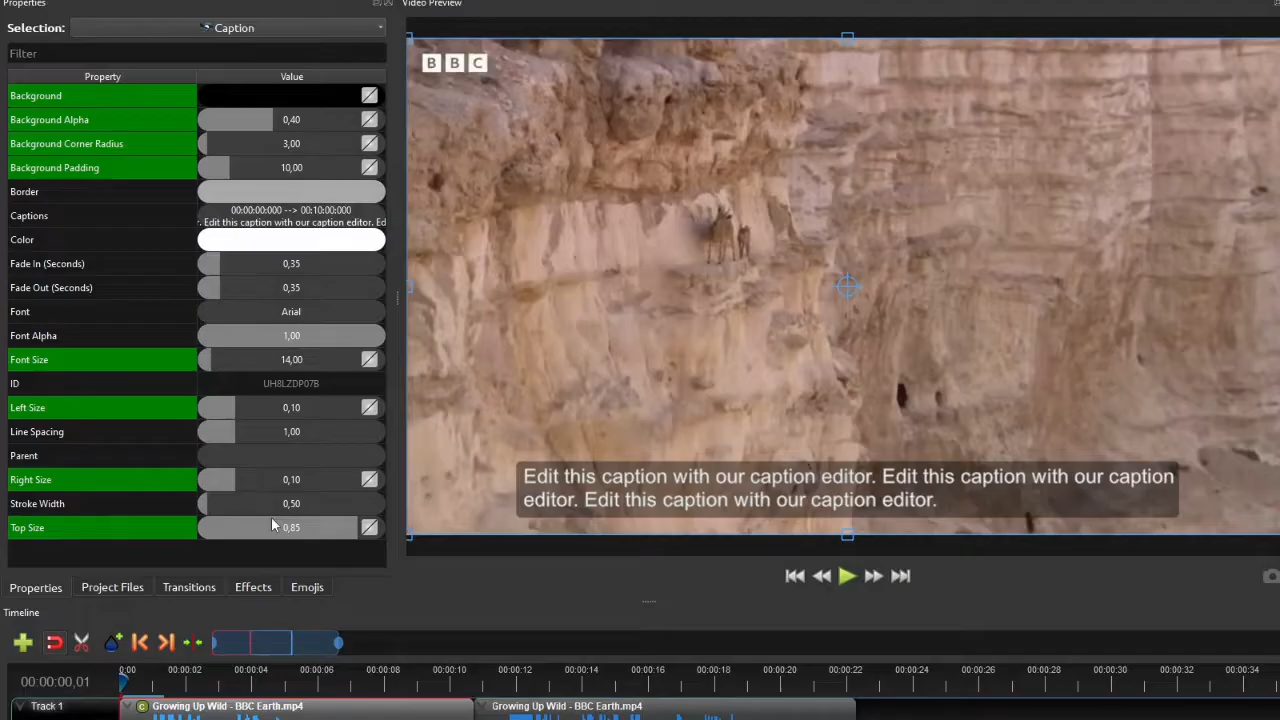 Properties
Video Preview
Selection:
Caption
Filter
Property
Value
Background
Background Alpha
0,40
Background Corner Radius
3,00
Background Padding
10,00
Border
Captions
00:00:00:000 --> 00:10:00:000
r. Edit this caption with our caption editor. Ed
Color
Fade In (Seconds)
0,35
Fade Out (Seconds)
0,35
Font
Arial
Font Alpha
1,00
Font Size
14,00
ID
UH8LZDP07B
Left Size
0,10
Line Spacing
1,00
Parent
Right Size
0,10
Stroke Width
0,50
Top Size
0,85
BBC
Edit this caption with our caption editor. Edit this caption with our caption
editor. Edit this caption with our caption editor.
Properties
Project Files
Transitions
Effects
Emojis
Timeline
00:00:00,01
0:00
00:00:02
00:00:04
00:00:06
00:00:08
00:00:10
00:00:12
00:00:14
00:00:16
00:00:18
00:00:20
00:00:22
00:00:24
00:00:26
00:00:28
00:00:30
00:00:32
00:00:34
Track 1
C
Growing Up Wild - BBC Earth.mp4
Growing Up Wild - BBC Earth.mp4